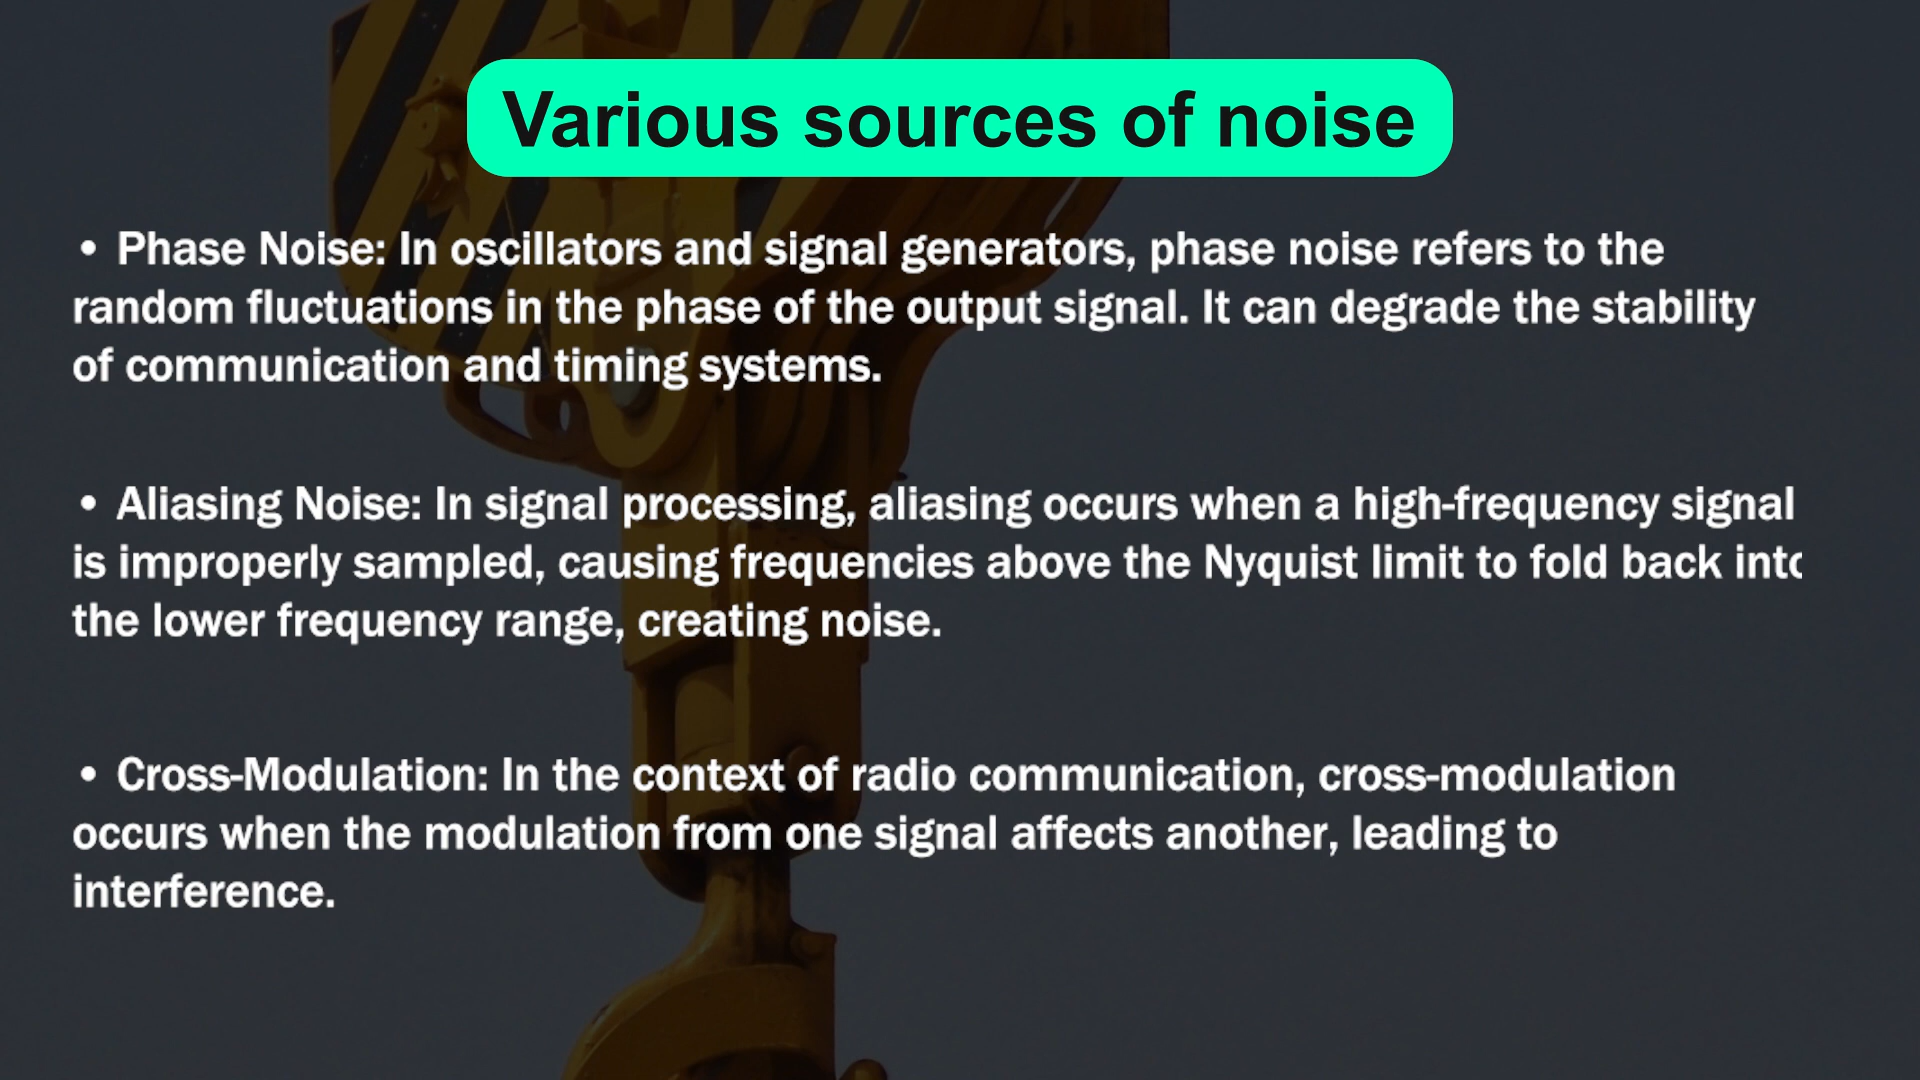 Various sources of noise
• Phase Noise: In oscillators and signal generators, phase noise refers to the
random fluctuations in the phase of the output signal. It can degrade the stability
of communication and timing systems.
• Aliasing Noise: In signal processing, aliasing occurs when a high-frequency signal
is improperly sampled, causing frequencies above the Nyquist limit to fold back into
the lower frequency range, creating noise.
• Cross-Modulation: In the context of radio communication, cross-modulation
occurs when the modulation from one signal affects another, leading to
interference.